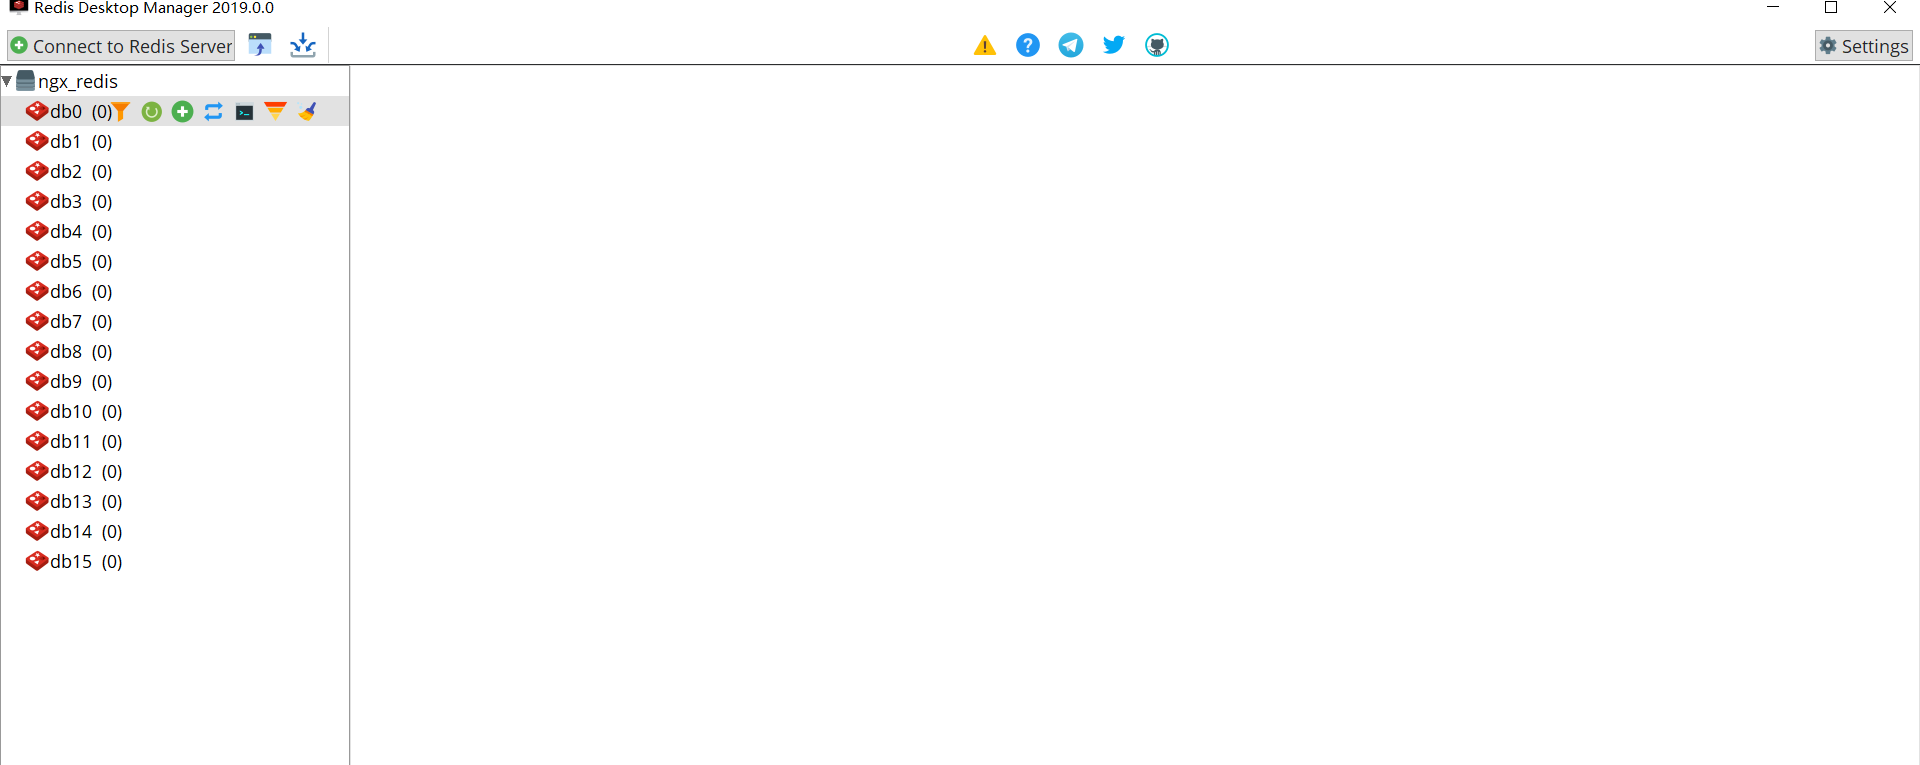 Redis Desktop Manager 2019.0.0
Connect to Redis Server
Settings
ngx_redis
db0 (0)
db1 (0)
db2 (0)
db3 (0)
db4 (0)
db5 (0)
db6 (0)
db7 (0)
db8 (0)
db9 (0)
db10 (0)
db11 (0)
db12 (0)
db13 (0)
db14 (0)
db15 (0)